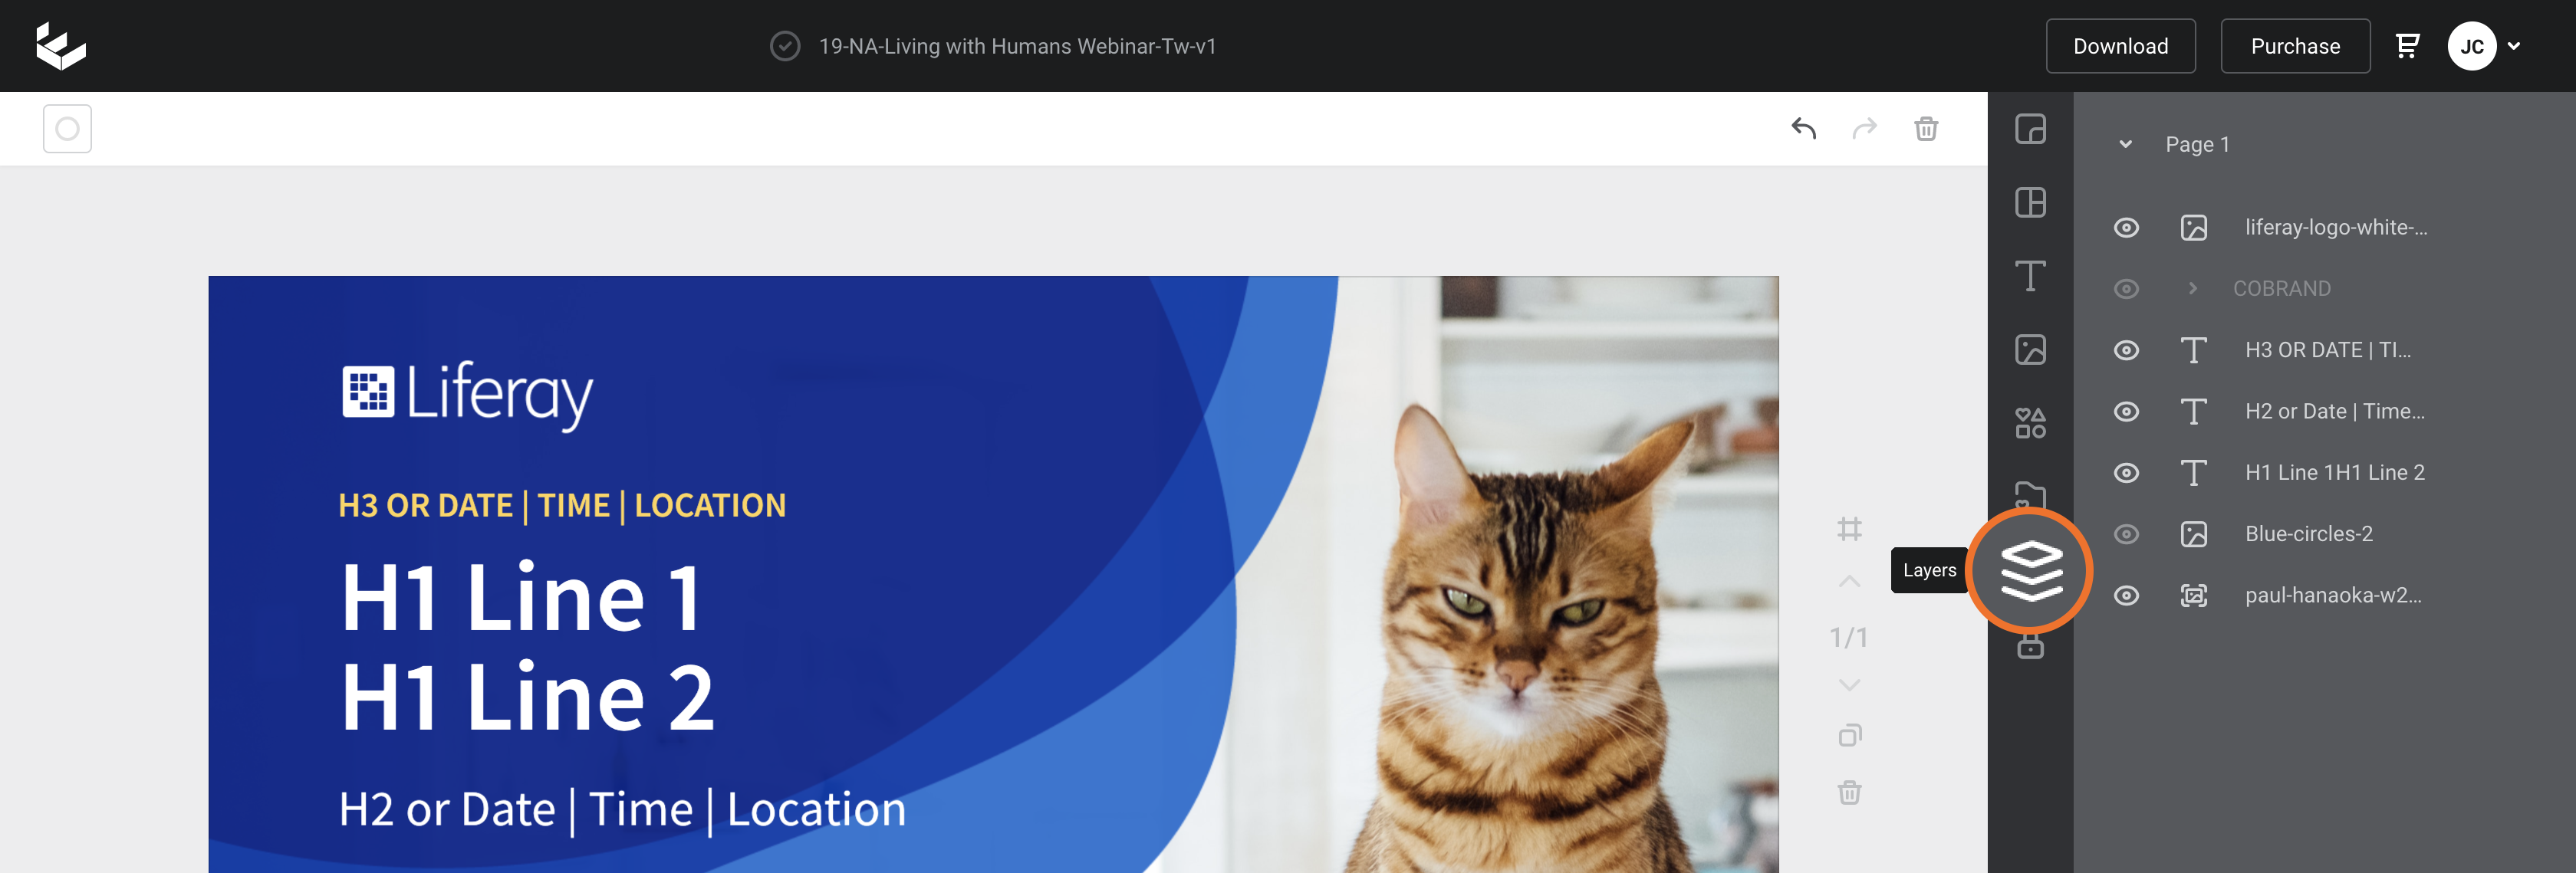 19-NA-Living with Humans Webinar-Tw-v1
Download
Purchase
JC
Liferay
H3 OR DATE | TIME | LOCATION
H1 Line 1
H1 Line 2
H2 or Date | Time | Location
1/1
Layers
Page 1
liferay-logo-white-...
COBRAND
H3 OR DATE | TI...
H2 or Date | Time...
H1 Line 1H1 Line 2
Blue-circles-2
paul-hanaoka-w2...